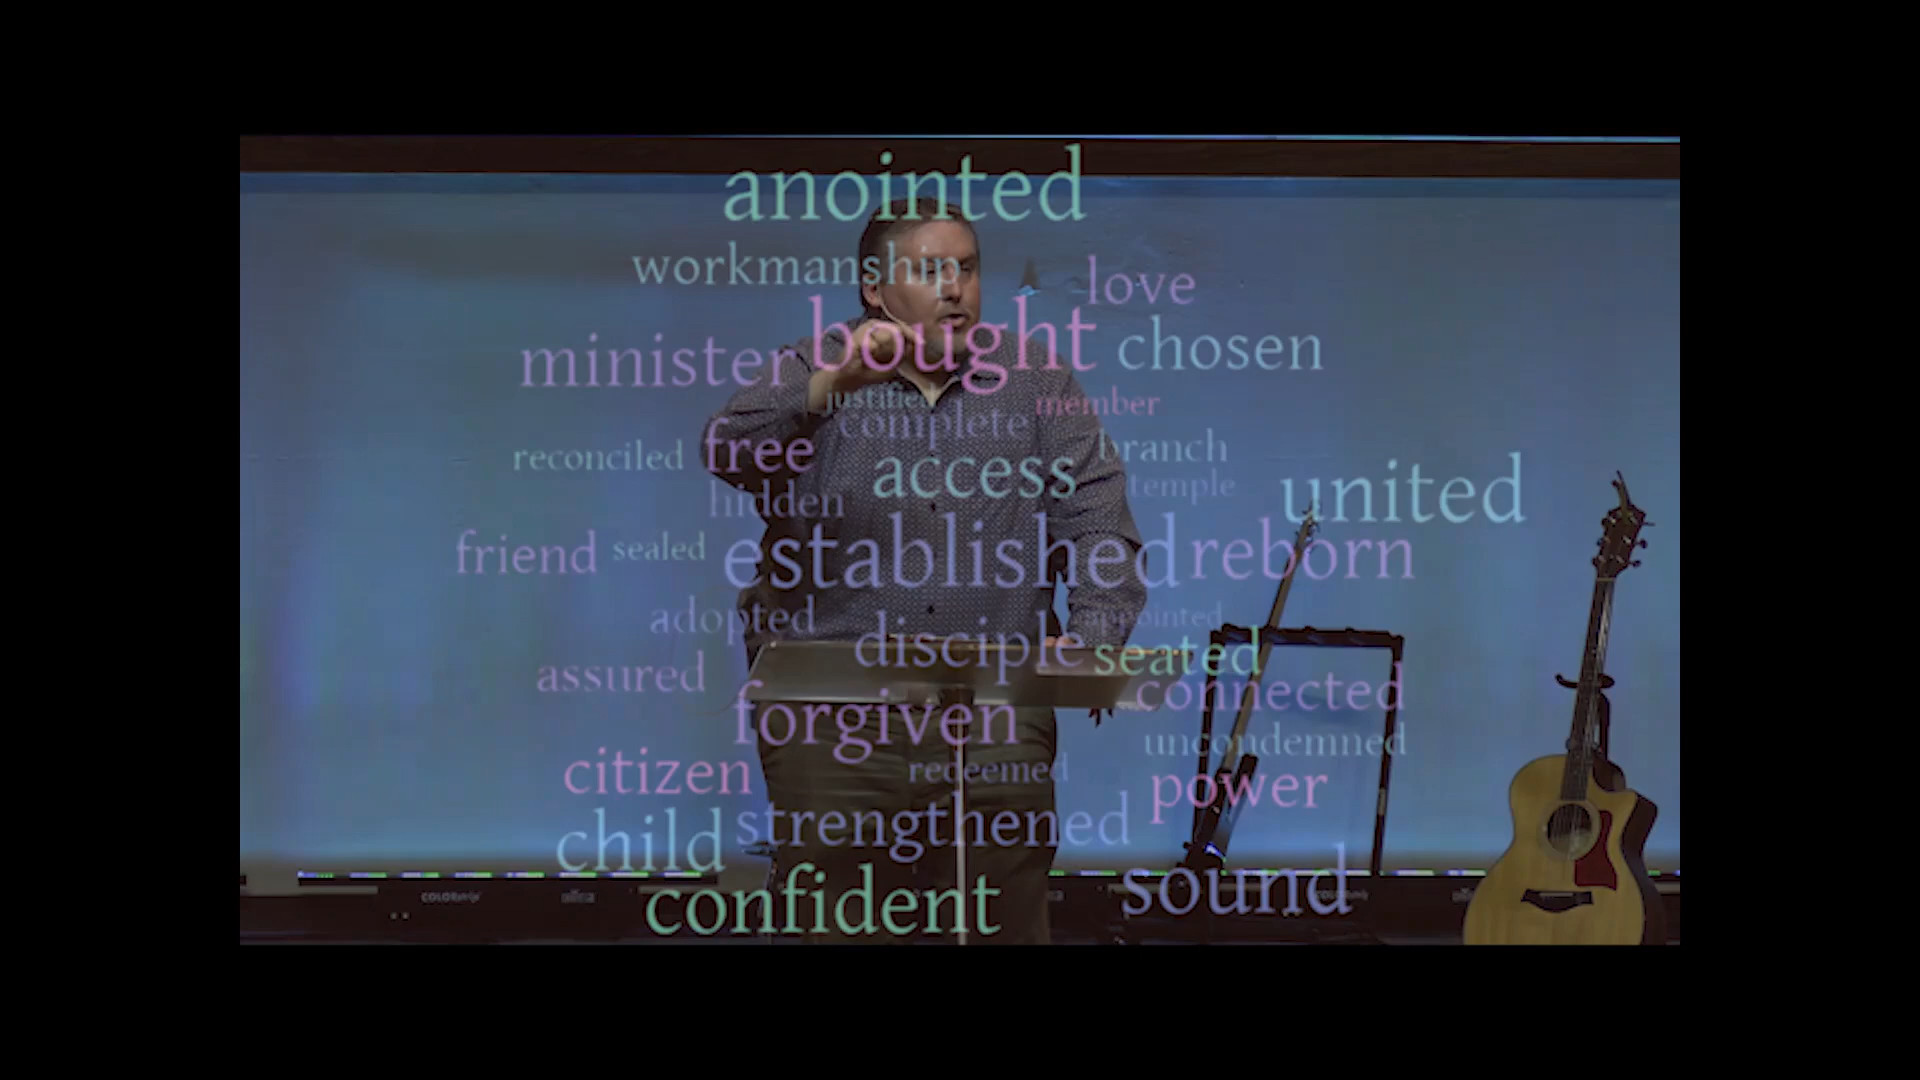 anointed
workmanship
love
bought
chosen
minister
justified
member
complete
free
branch
reconciled
access
temple
united
hidden
established
reborn
friend
sealed
adopted
appointed
disciple
seated
assured
connected
forgiven
uncondemned
citizen
redeemed
power
child
strengthened
sound
confident